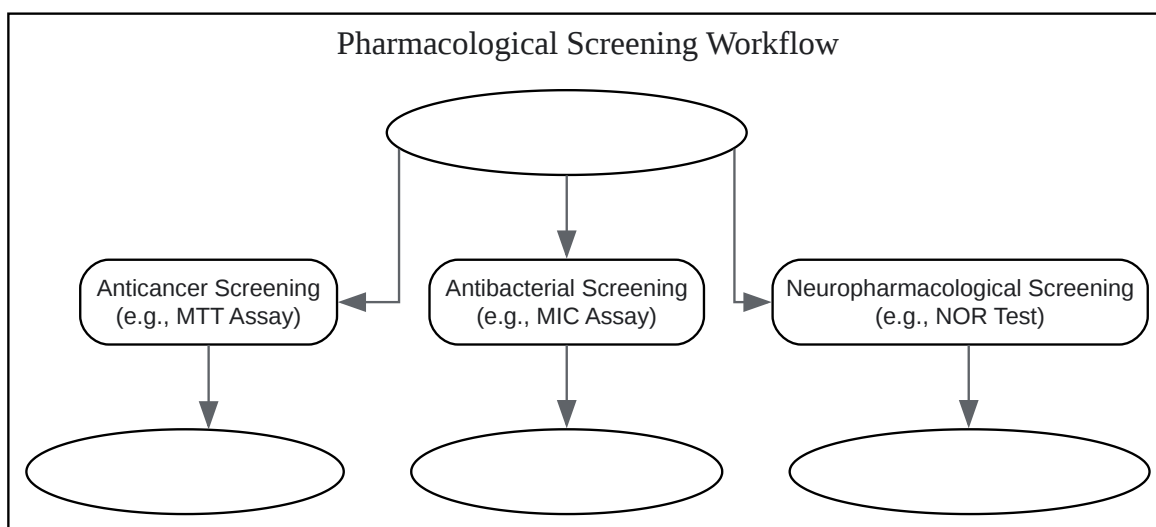 Pharmacological Screening Workflow
Anticancer Screening
(e.g., MTT Assay)
Antibacterial Screening
(e.g., MIC Assay)
Neuropharmacological Screening
(e.g., NOR Test)